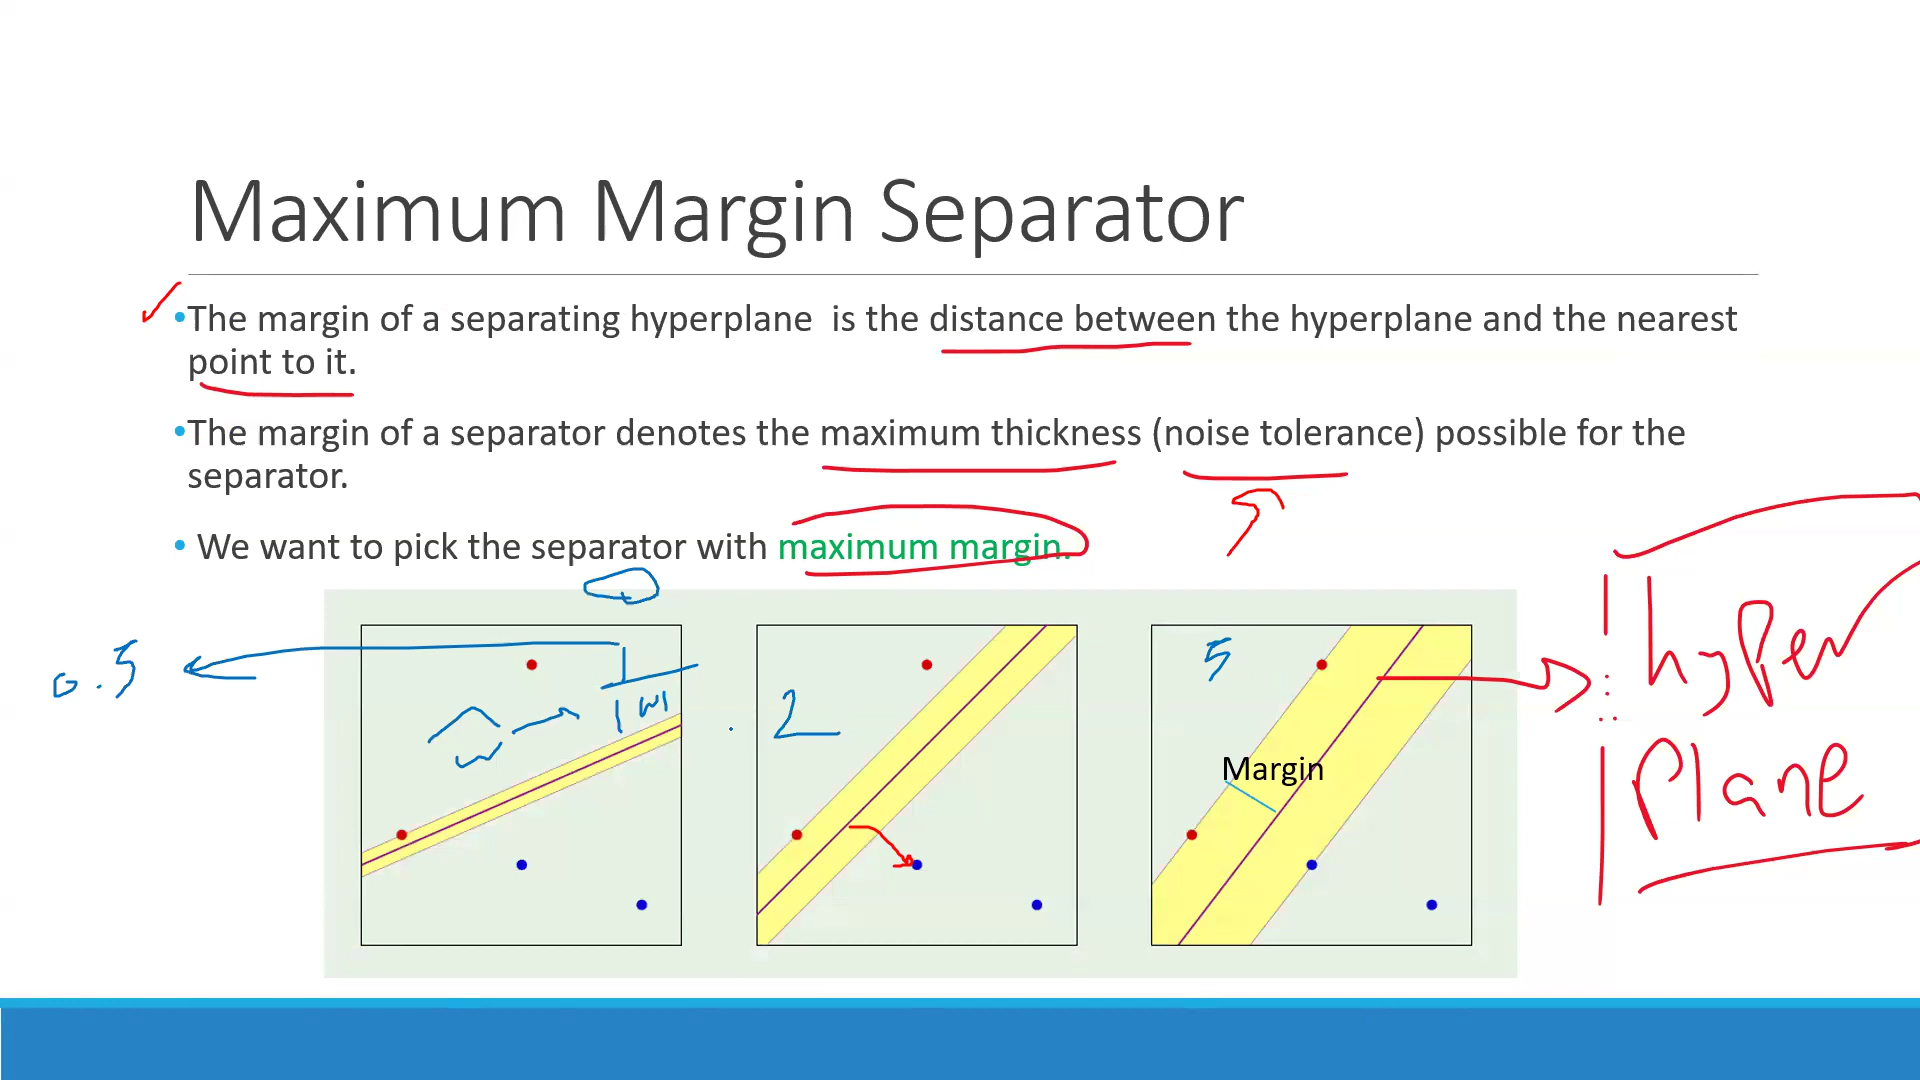 Maximum Margin Separator
•The margin of a separating hyperplane is the distance between the hyperplane and the nearest
point to it.
•The margin of a separator denotes the maximum thickness (noise tolerance) possible for the
separator.
• We want to pick the separator with maximum margin.
0.5
1
|w|
w
2
5
Margin
hyper
Plane